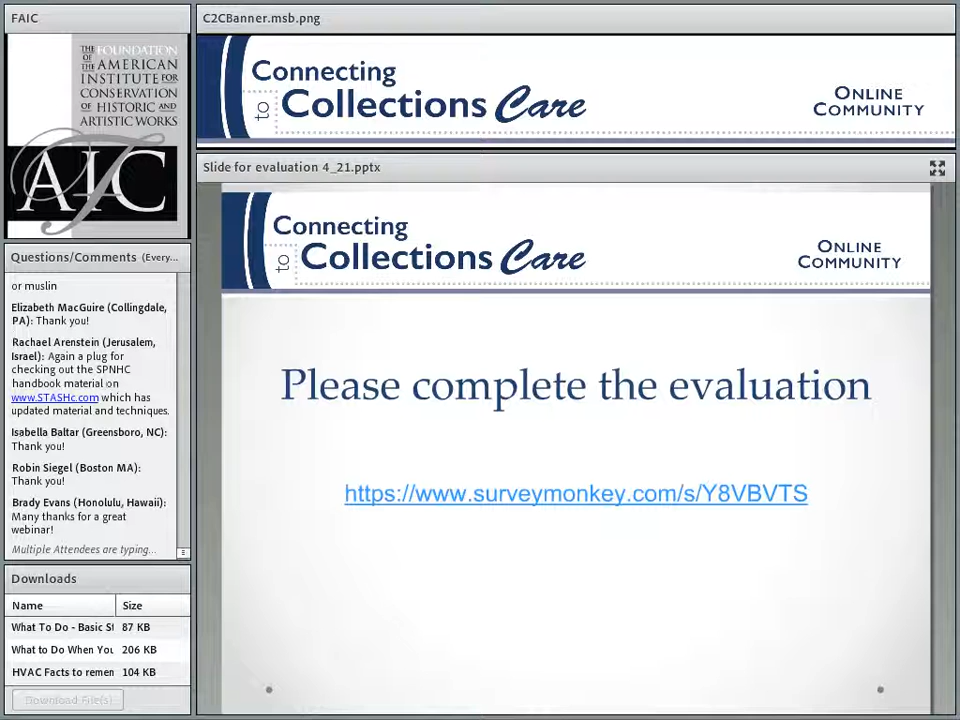 FAIC
THE FOUNDATION
OF THE AMERICAN
INSTITUTE FOR
CONSERVATION
OF HISTORIC AND
ARTISTIC WORKS
AIC
Questions/Comments (Every...
or muslin
Elizabeth MacGuire (Collingdale,
PA): Thank you!
Rachael Arenstein (Jerusalem,
Israel): Again a plug for
checking out the SPNHC
handbook material on
www.STASHc.com which has
updated material and techniques.
Isabella Baltar (Greensboro, NC):
Thank you!
Robin Siegel (Boston MA):
Thank you!
Brady Evans (Honolulu, Hawaii):
Many thanks for a great
webinar!
Multiple Attendees are typing...
Downloads
Name Size
What To Do - Basic St 87 KB
What to Do When You 206 KB
HVAC Facts to remem 104 KB
Download File(s)
C2CBanner.msb.png
Connecting
to Collections Care
ONLINE
COMMUNITY
Slide for evaluation 4_21.pptx
Connecting
to Collections Care
ONLINE
COMMUNITY
Please complete the evaluation
https://www.surveymonkey.com/s/Y8VBVTS